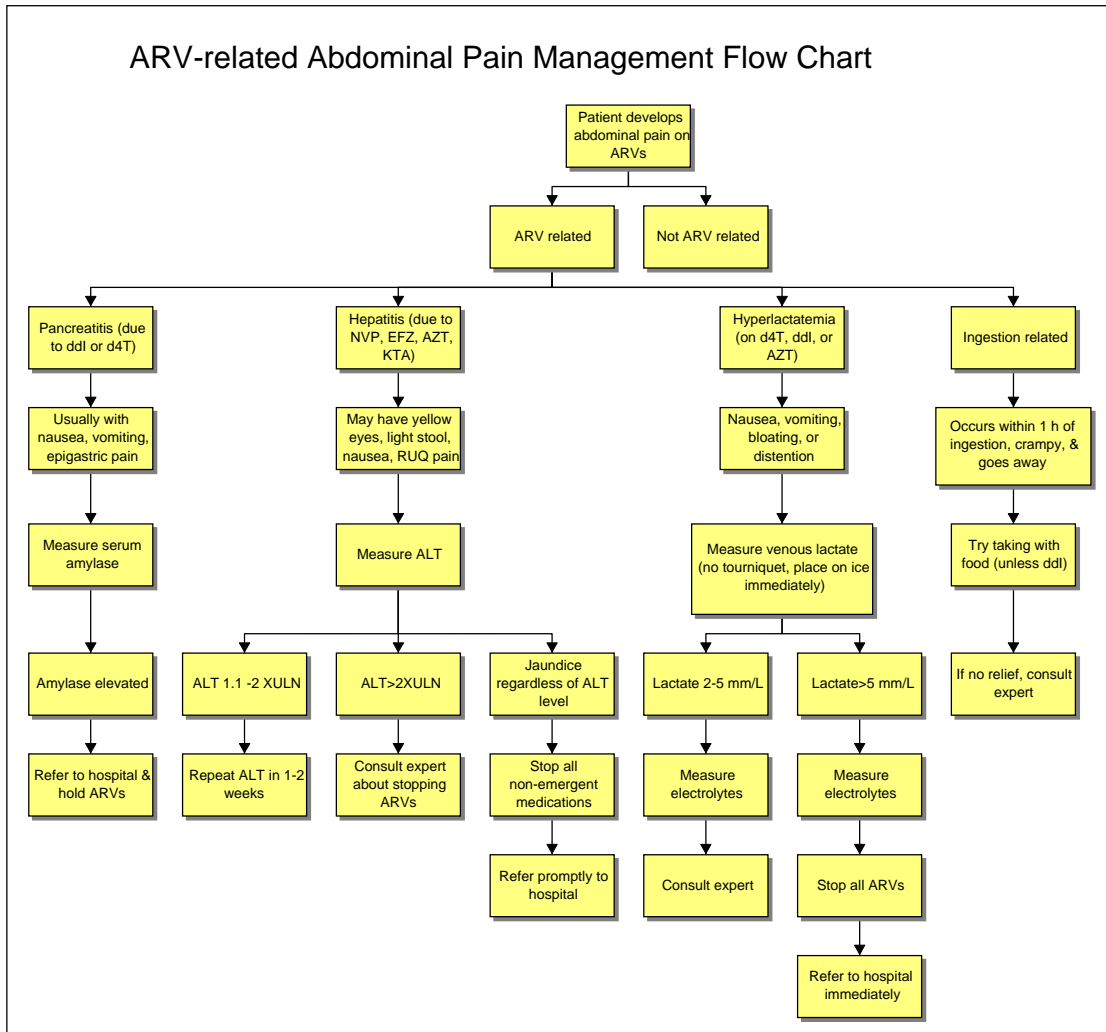 ARV-related Abdominal Pain Management Flow Chart
Patient develops
abdominal pain on
ARVs
ARV related
Not ARV related
Pancreatitis (due
to ddI or d4T)
Hepatitis (due to
NVP, EFZ, AZT,
KTA)
Hyperlactatemia
(on d4T, ddI, or
AZT)
Ingestion related
Usually with
nausea, vomiting,
epigastric pain
May have yellow
eyes, light stool,
nausea, RUQ pain
Nausea, vomiting,
bloating, or
distention
Occurs within 1 h of
ingestion, crampy, &
goes away
Measure serum
amylase
Measure ALT
Measure venous lactate
(no tourniquet, place on ice
immediately)
Try taking with
food (unless ddI)
Amylase elevated
ALT 1.1 -2 XULN
ALT>2XULN
Jaundice
regardless of ALT
level
Lactate 2-5 mm/L
Lactate>5 mm/L
If no relief, consult
expert
Refer to hospital &
hold ARVs
Repeat ALT in 1-2
weeks
Consult expert
about stopping
ARVs
Stop all
non-emergent
medications
Measure
electrolytes
Measure
electrolytes
Refer promptly to
hospital
Consult expert
Stop all ARVs
Refer to hospital
immediately